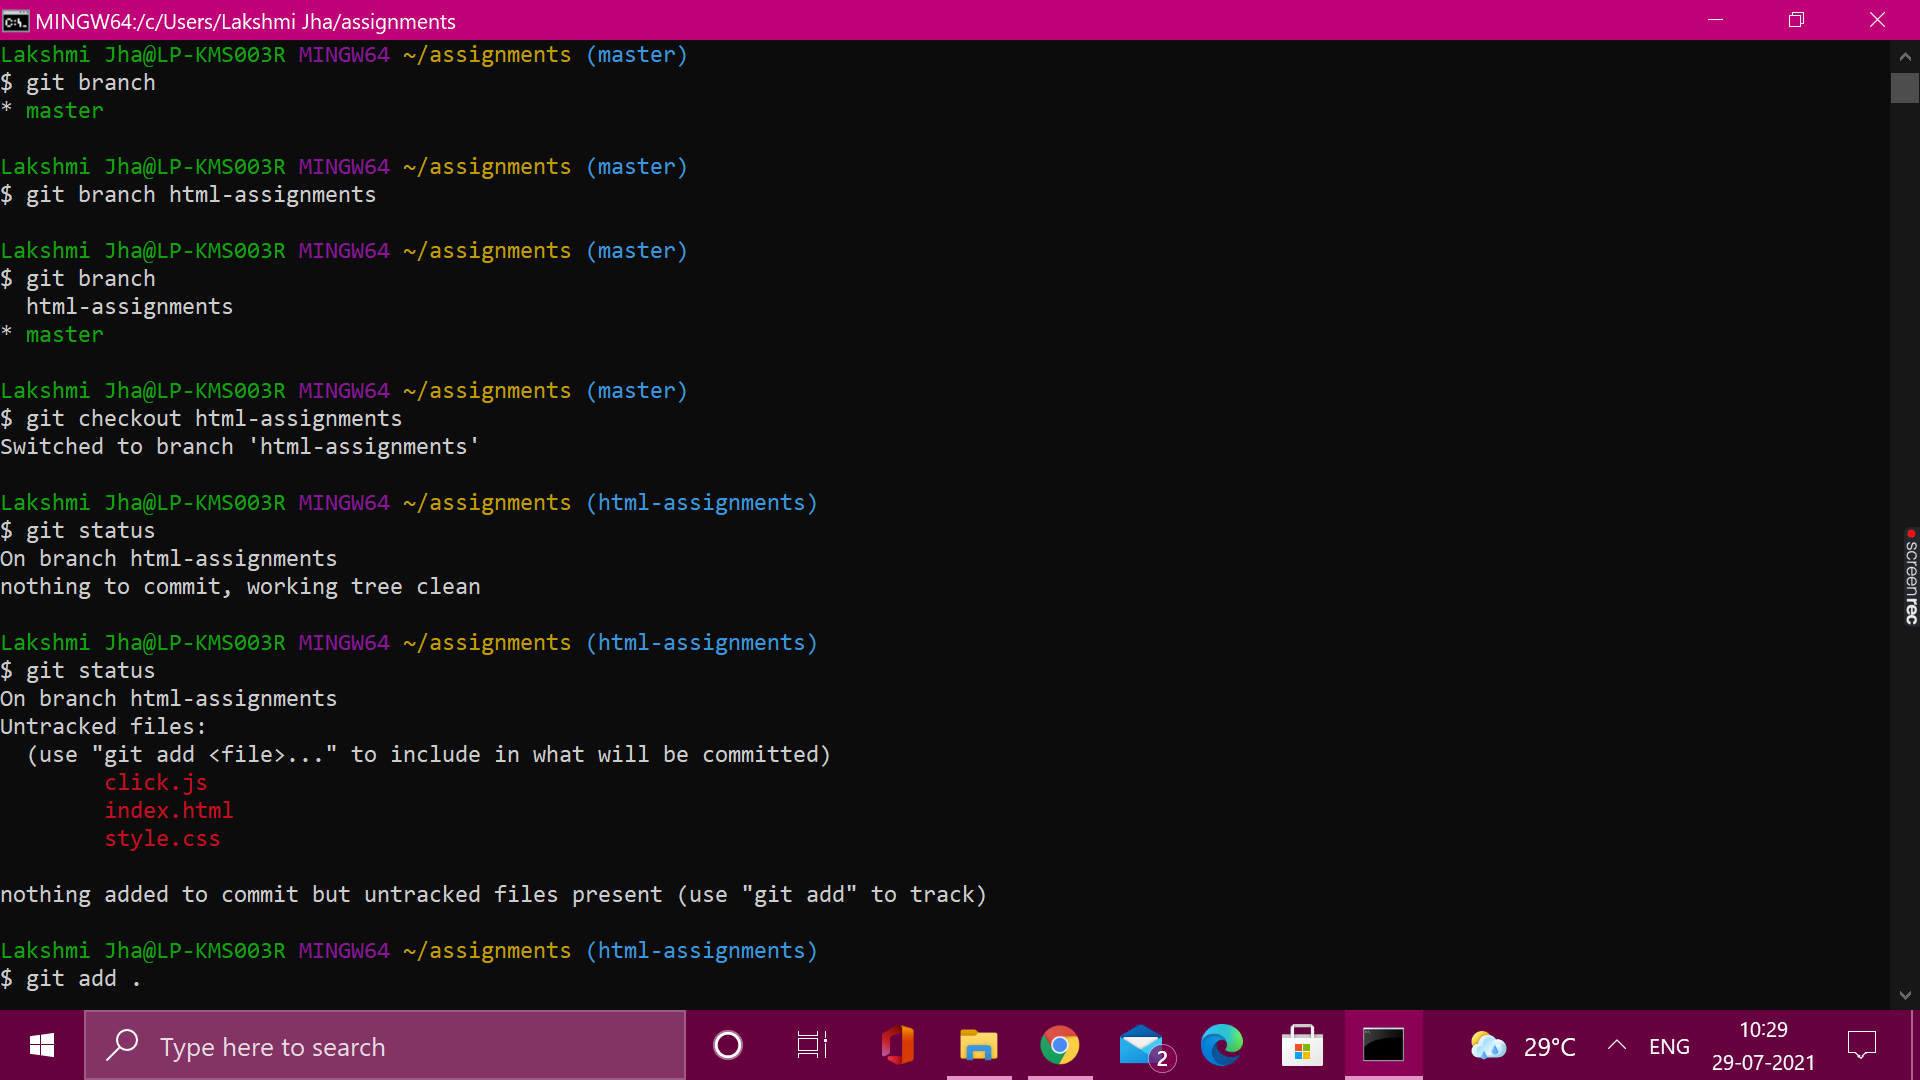 MINGW64:/c/Users/Lakshmi Jha/assignments
Lakshmi Jha@LP-KMS003R MINGW64 ~/assignments (master)
$ git branch
* master
Lakshmi Jha@LP-KMS003R MINGW64 ~/assignments (master)
$ git branch html-assignments
Lakshmi Jha@LP-KMS003R MINGW64 ~/assignments (master)
$ git branch
  html-assignments
* master
Lakshmi Jha@LP-KMS003R MINGW64 ~/assignments (master)
$ git checkout html-assignments
Switched to branch 'html-assignments'
Lakshmi Jha@LP-KMS003R MINGW64 ~/assignments (html-assignments)
$ git status
On branch html-assignments
nothing to commit, working tree clean
Lakshmi Jha@LP-KMS003R MINGW64 ~/assignments (html-assignments)
$ git status
On branch html-assignments
Untracked files:
  (use "git add <file>..." to include in what will be committed)
        click.js
        index.html
        style.css
nothing added to commit but untracked files present (use "git add" to track)
Lakshmi Jha@LP-KMS003R MINGW64 ~/assignments (html-assignments)
$ git add .
screenrec
Type here to search
2
29°C
ENG
10:29
29-07-2021